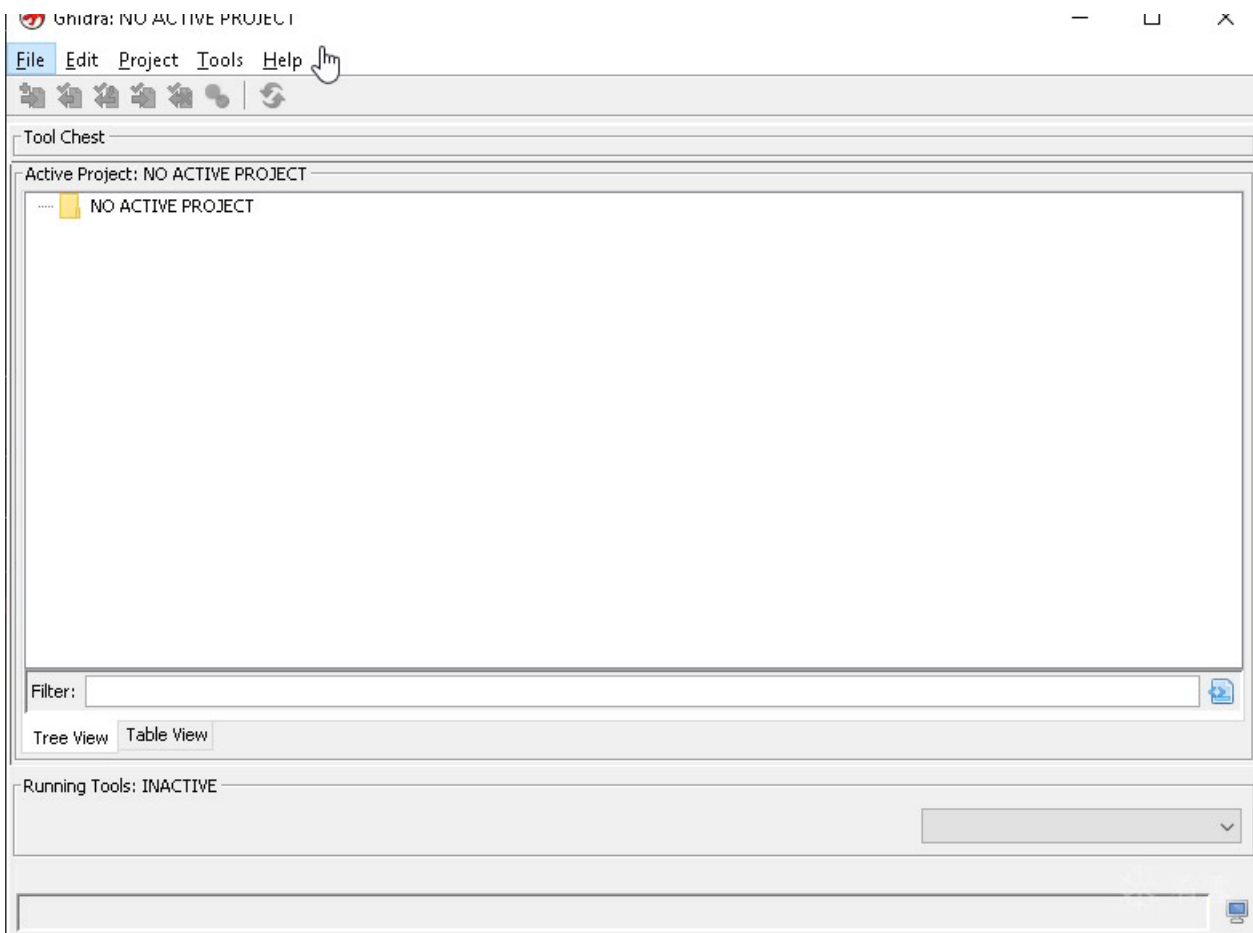 Ghidra: NO ACTIVE PROJECT
File Edit Project Tools Help
Tool Chest
Active Project: NO ACTIVE PROJECT
NO ACTIVE PROJECT
Filter:
Tree View Table View
Running Tools: INACTIVE